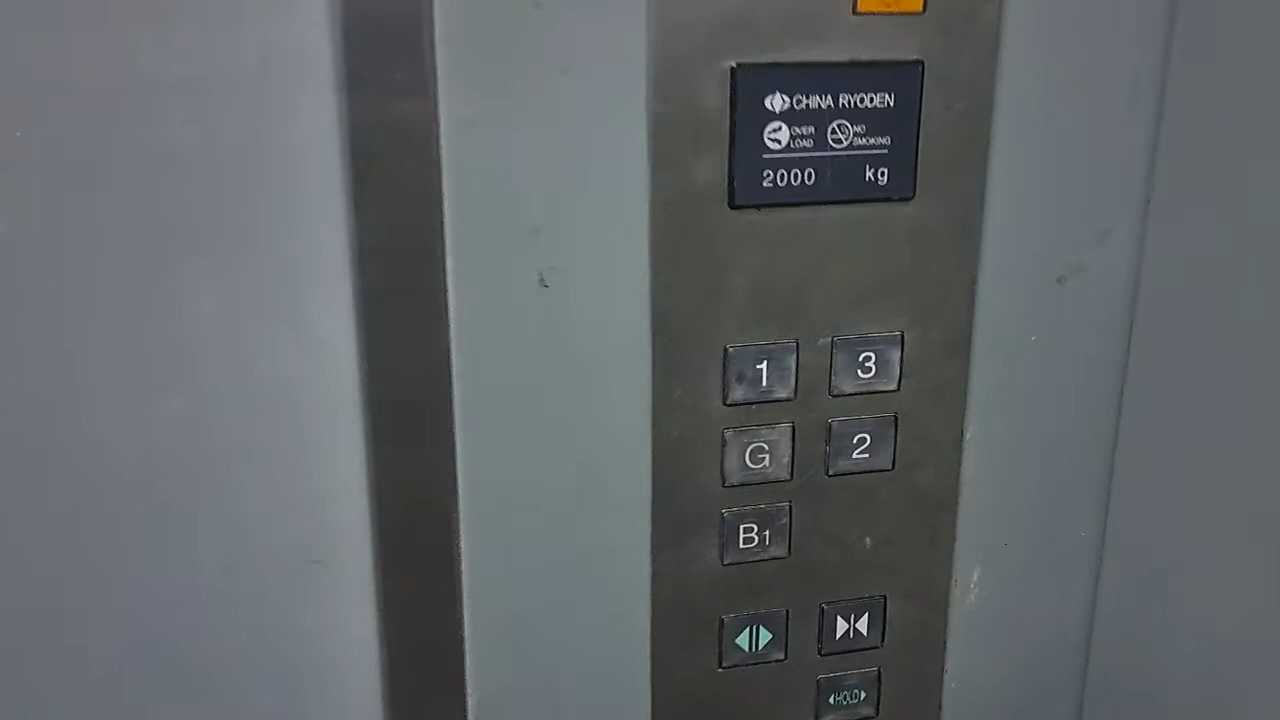 CHINA RYODEN
OVER LOAD
NO SMOKING
2000 kg
1 3
G 2
B1
HOLD